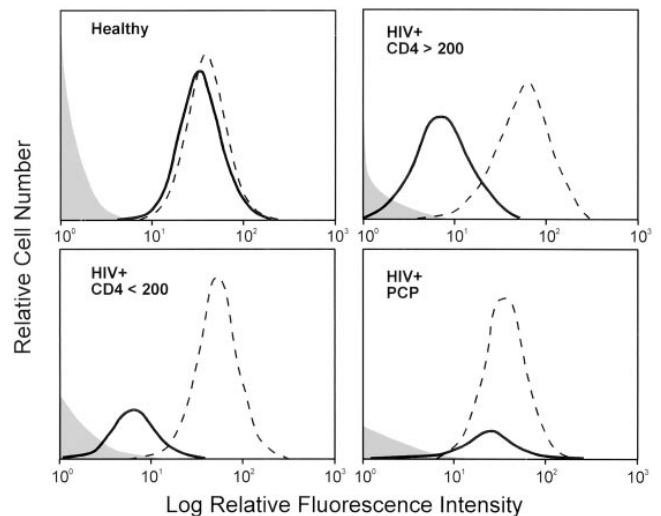 Healthy
HIV+
CD4 > 200
10⁰ 10¹ 10² 10³
10⁰ 10¹ 10² 10³
HIV+
CD4 < 200
HIV+
PCP
10⁰ 10¹ 10² 10³
10⁰ 10¹ 10² 10³
Relative Cell Number
Log Relative Fluorescence Intensity